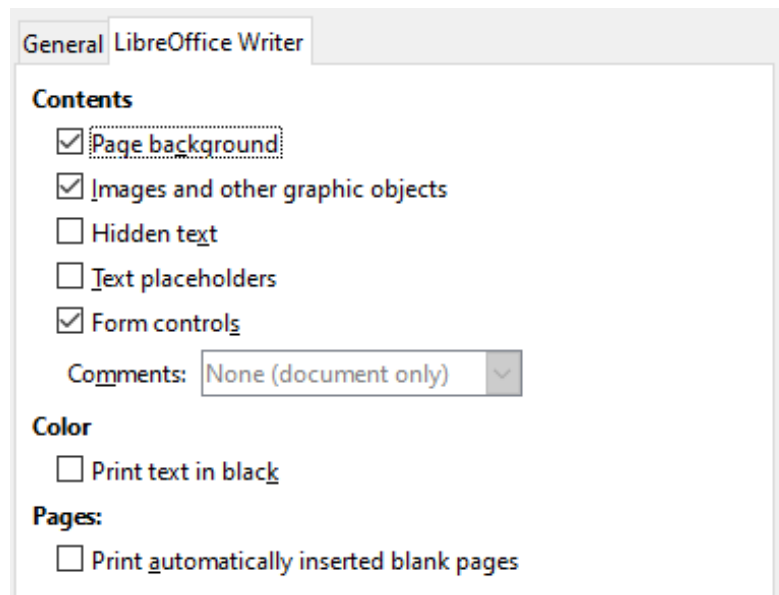 General LibreOffice Writer
Contents
Page background
Images and other graphic objects
Hidden text
Text placeholders
Form controls
Comments: None (document only)
Color
Print text in black
Pages:
Print automatically inserted blank pages